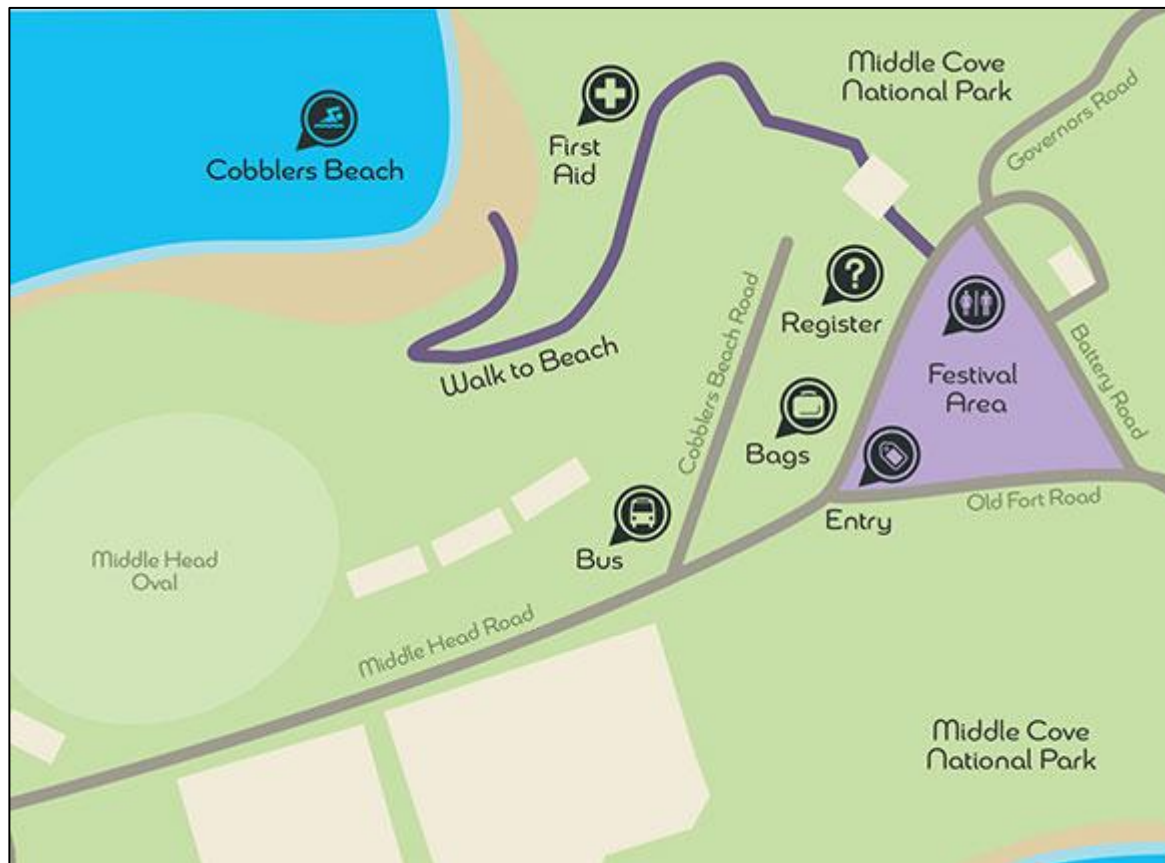 Middle Cove
National Park
Governors Road
First
Aid
Cobblers Beach
?
Register
Walk to Beach
Cobblers Beach Road
Festival
Area
Battery Road
Bags
Old Fort Road
Entry
Bus
Middle Head
Oval
Middle Head Road
Middle Cove
National Park